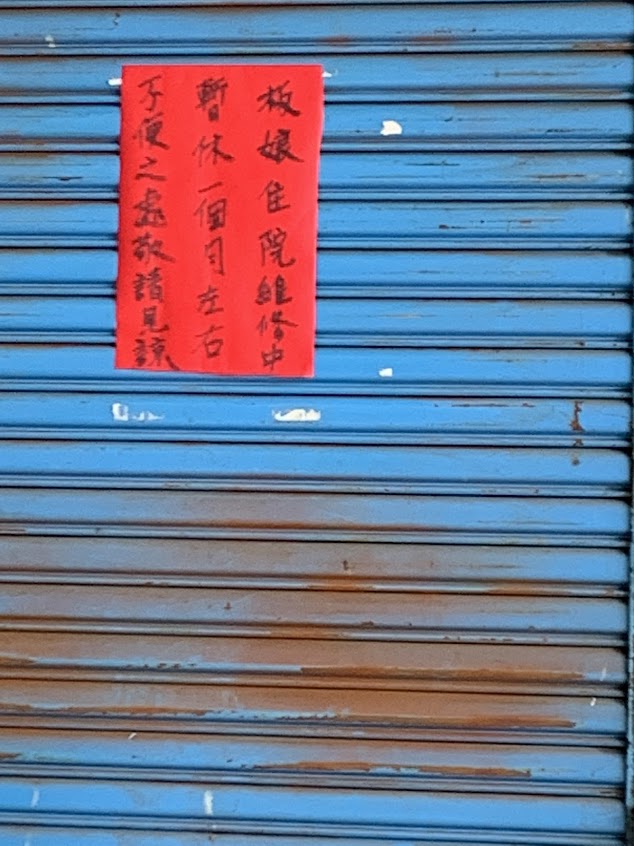 板娘住院維修中
暫休一個月左右
不便之處敬請見諒